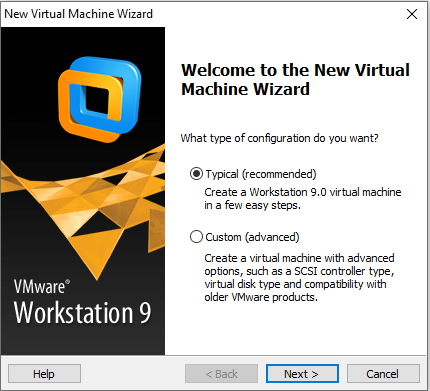 New Virtual Machine Wizard
Welcome to the New Virtual
Machine Wizard
What type of configuration do you want?
Typical (recommended)
Create a Workstation 9.0 virtual machine
in a few easy steps.
Custom (advanced)
Create a virtual machine with advanced
options, such as a SCSI controller type,
virtual disk type and compatibility with
older VMware products.
VMware®
Workstation 9
Help
< Back
Next >
Cancel